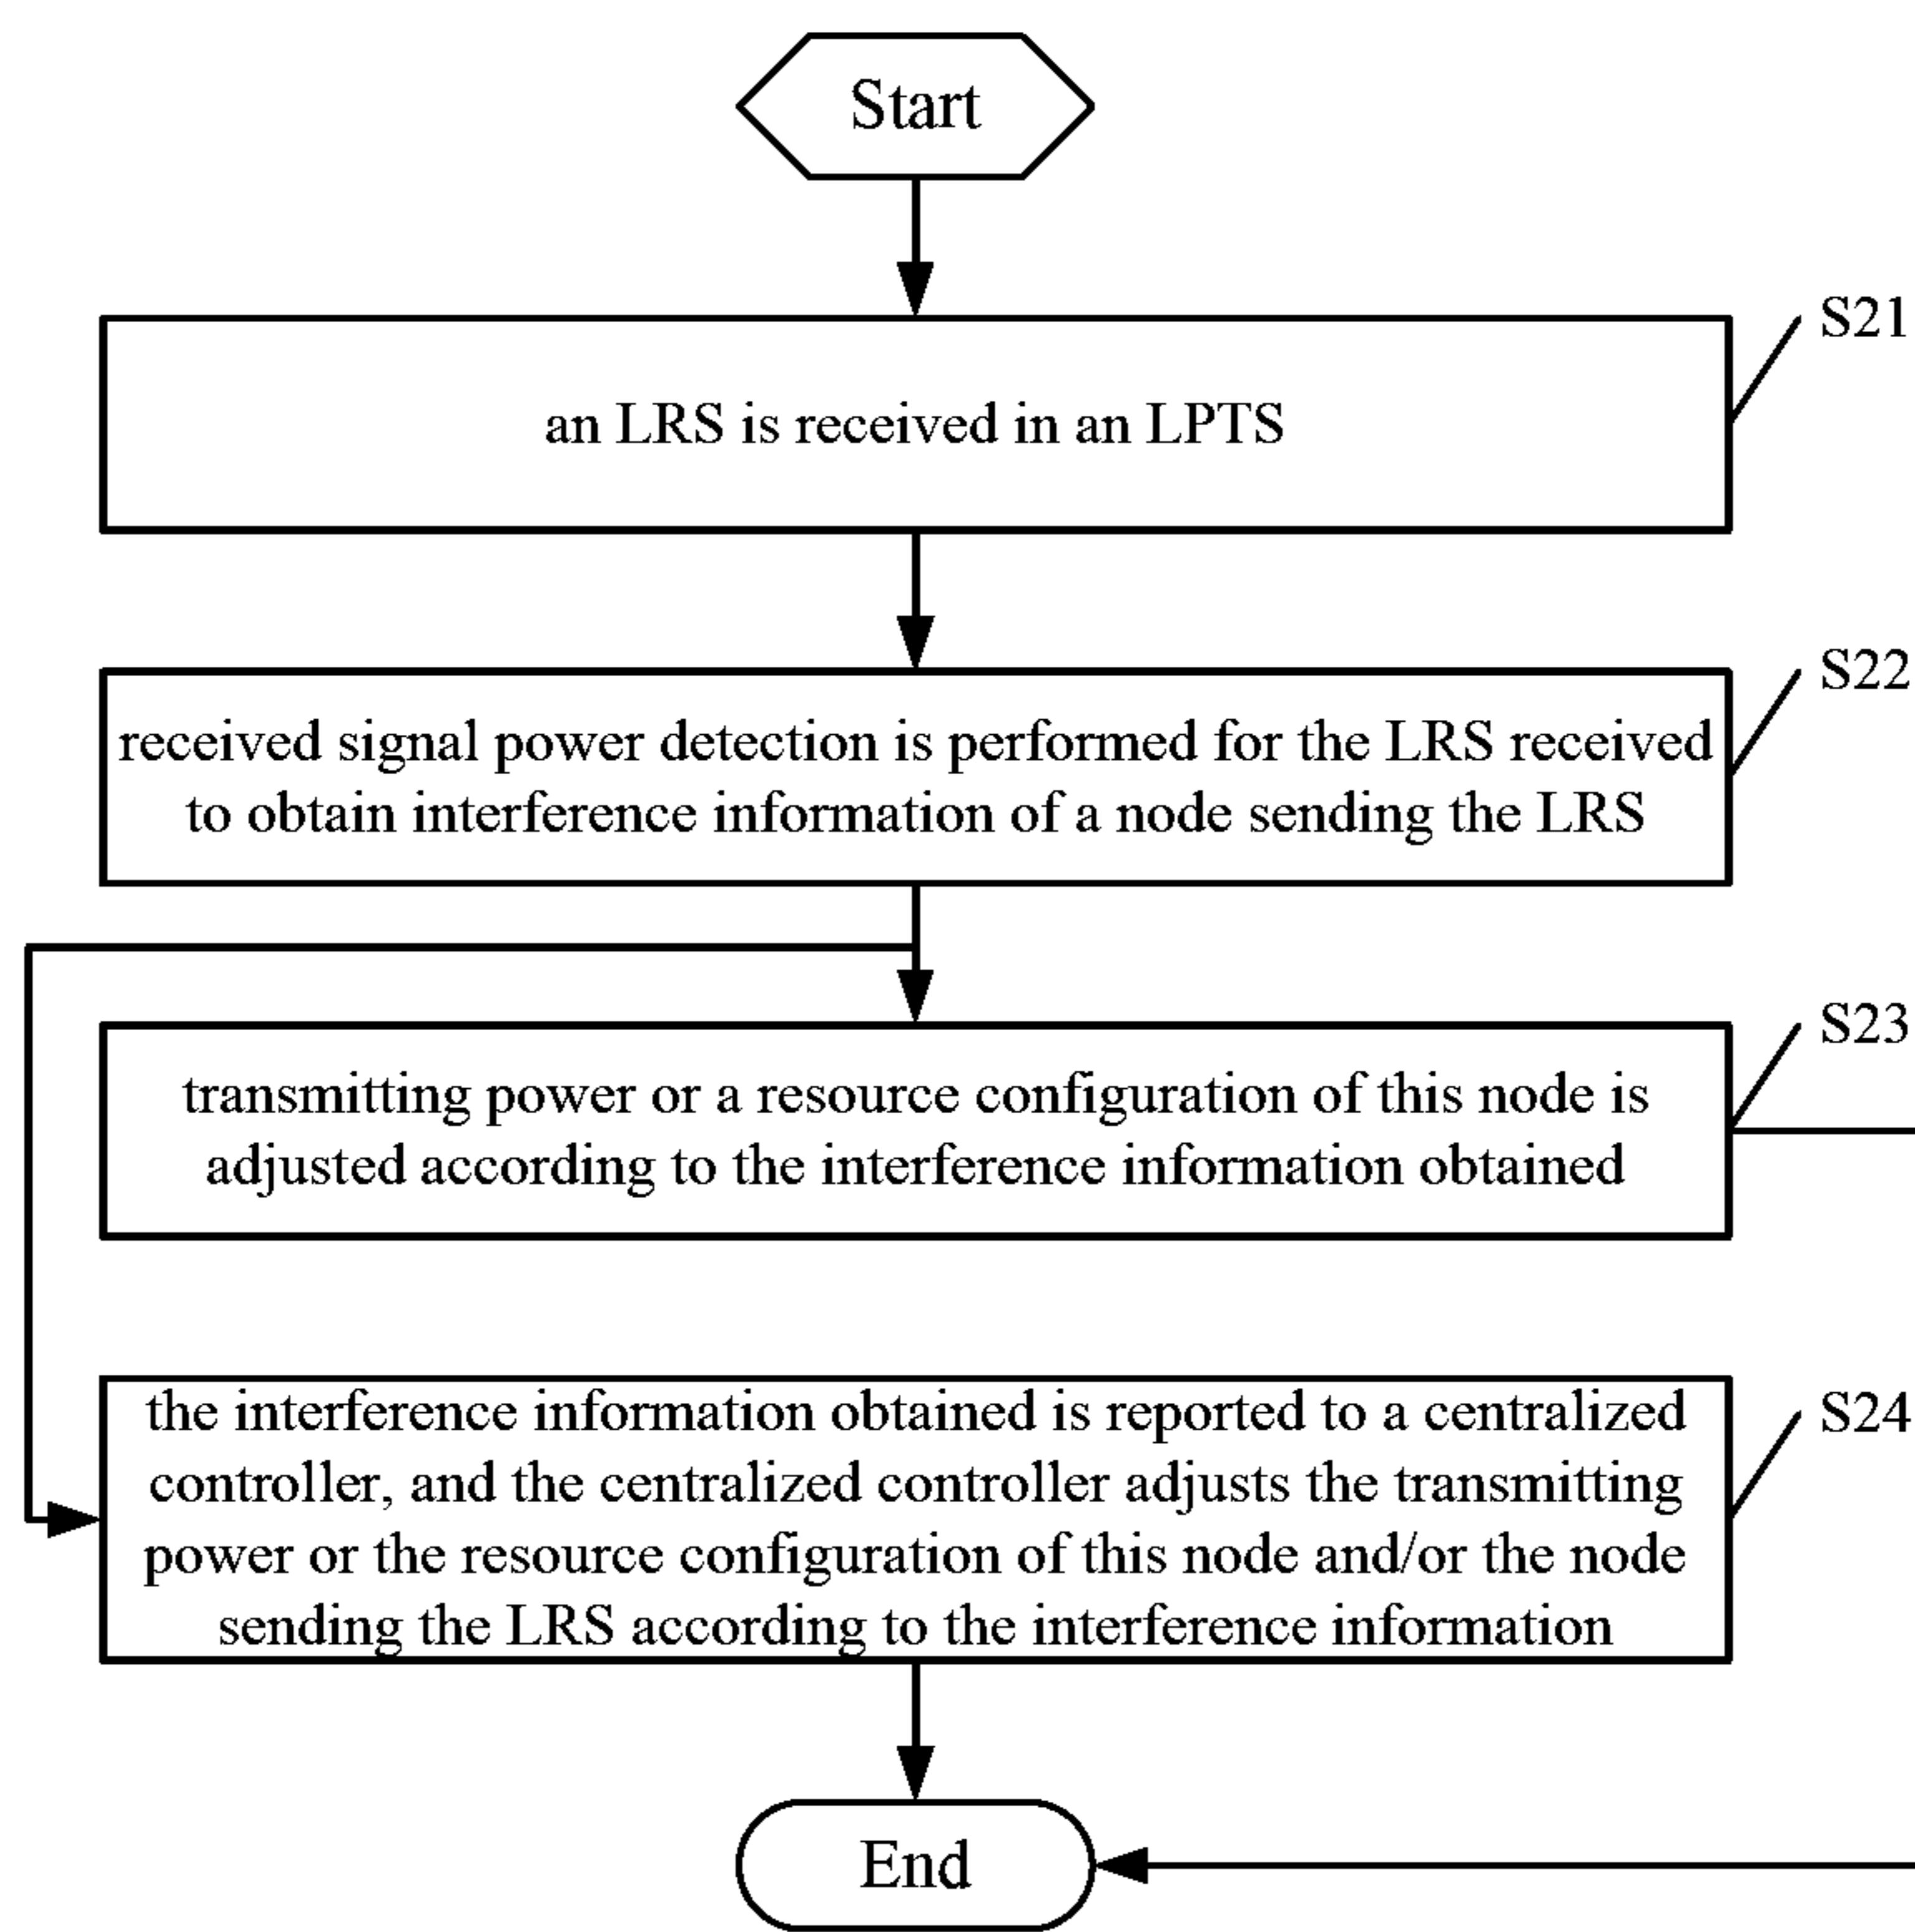 Start
S21
an LRS is received in an LPTS
S22
received signal power detection is performed for the LRS received
to obtain interference information of a node sending the LRS
S23
transmitting power or a resource configuration of this node is
adjusted according to the interference information obtained
S24
the interference information obtained is reported to a centralized
controller, and the centralized controller adjusts the transmitting
power or the resource configuration of this node and/or the node
sending the LRS according to the interference information
End